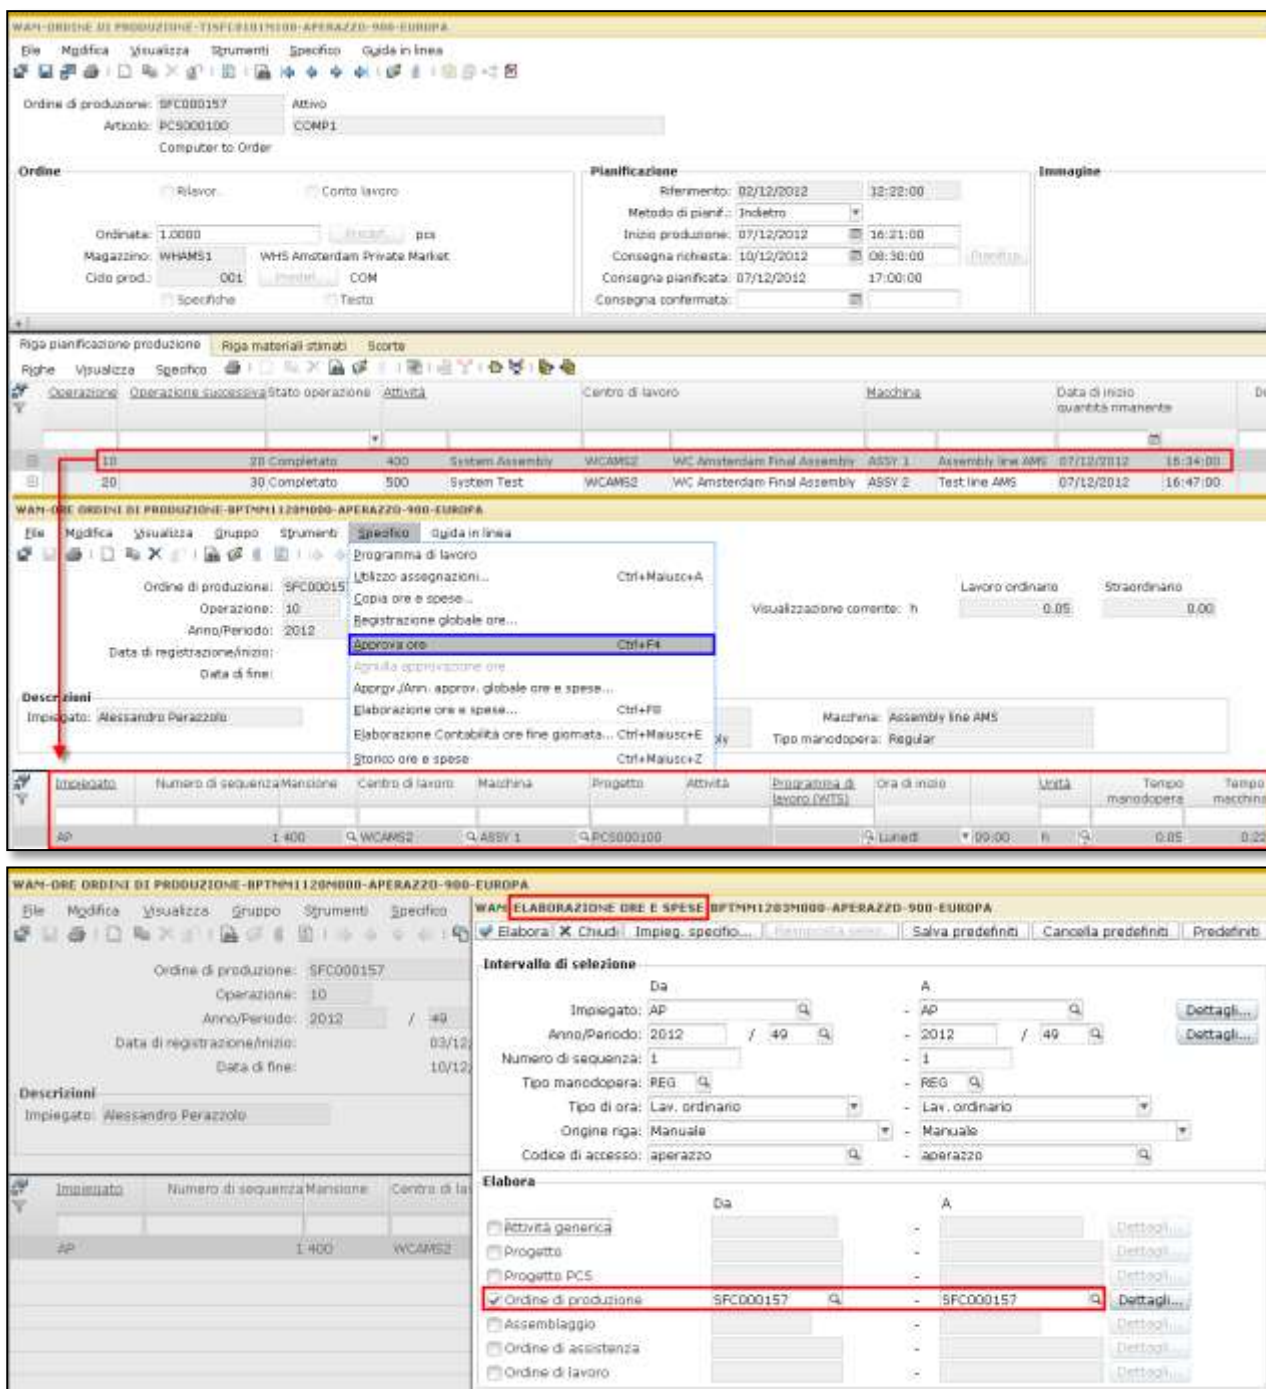 WAM-ORDINE DI PRODUZIONE-TISFC0101M100-APERAZZO-900-EUROPA
File Modifica Visualizza Strumenti Specifico Guida in linea
Ordine di produzione: SFC000157 Attivo
Articolo: PCS000100 COMP1
Computer to Order
Ordine Pianificazione Immagine
Rilavor. Conto lavoro Riferimento: 02/12/2012 12:22:00
Metodo di pianif.: Indietro
Ordinata: 1.0000 pcs Inizio produzione: 07/12/2012 16:21:00
Magazzino: WHAMS1 WHS Amsterdam Private Market Consegna richiesta: 10/12/2012 08:30:00
Ciclo prod.: 001 COM Consegna pianificata: 07/12/2012 17:00:00
Specifiche Testo Consegna confermata:
Riga pianificazione produzione Riga materiali stimati Scorte
Righe Visualizza Specifico
Operazione Operazione successiva Stato operazione Attività Centro di lavoro Macchina Data di inizio quantità rimanente
10 20 Completato 400 System Assembly WCAMS2 WC Amsterdam Final Assembly ASSY 1 Assembly line AMS 07/12/2012 16:34:00
20 30 Completato 500 System Test WCAMS2 WC Amsterdam Final Assembly ASSY 2 Test line AMS 07/12/2012 16:47:00
WAM-ORE ORDINI DI PRODUZIONE-BPTMM1120M000-APERAZZO-900-EUROPA
File Modifica Visualizza Gruppo Strumenti Specifico Guida in linea
Programma di lavoro
Utilizzo assegnazioni... Ctrl+Maiusc+A
Copia ore e spese...
Registrazione globale ore...
Approva ore Ctrl+F4
Annulla approvazione ore
Approv./Ann. approv. globale ore e spese...
Elaborazione ore e spese... Ctrl+F8
Elaborazione Contabilità ore fine giornata... Ctrl+Maiusc+E
Storico ore e spese Ctrl+Maiusc+Z
Ordine di produzione: SFC00015
Operazione: 10
Anno/Periodo: 2012
Data di registrazione/inizio:
Data di fine:
Lavoro ordinario Straordinario
Visualizzazione corrente: h 0.05 0.00
Descrizioni
Impiegato: Alessandro Perazzolo Macchina: Assembly line AMS
Tipo manodopera: Regular
Impiegato Numero di sequenza Mansione Centro di lavoro Macchina Progetto Attività Programma di lavoro (WTS) Ora di inizio Unità Tempo manodopera Tempo macchina
AP 1 400 WCAMS2 ASSY 1 PCS000100 Lunedì 09:00 h 0.05 0:22
WAM-ORE ORDINI DI PRODUZIONE-BPTMM1120M000-APERAZZO-900-EUROPA
File Modifica Visualizza Gruppo Strumenti Specifico
Ordine di produzione: SFC000157
Operazione: 10
Anno/Periodo: 2012 / 49
Data di registrazione/inizio: 03/12/
Data di fine: 10/12/
Descrizioni
Impiegato: Alessandro Perazzolo
Impiegato Numero di sequenza Mansione Centro di la
AP 1 400 WCAMS2
WAM-ELABORAZIONE ORE E SPESE-BPTMM1203M000-APERAZZO-900-EUROPA
Elabora Chiudi Impieg. specifio... Salva predefiniti Cancella predefiniti Predefiniti
Intervallo di selezione
Da A
Impiegato: AP - AP Dettagli...
Anno/Periodo: 2012 / 49 - 2012 / 49 Dettagli...
Numero di sequenza: 1 - 1
Tipo manodopera: REG - REG
Tipo di ora: Lav. ordinario - Lav. ordinario
Origine riga: Manuale - Manuale
Codice di accesso: aperazzo - aperazzo
Elabora
Da A
Attività generica - Dettagli...
Progetto - Dettagli...
Progetto PCS - Dettagli...
Ordine di produzione SFC000157 - SFC000157 Dettagli...
Assemblaggio - Dettagli...
Ordine di assistenza - Dettagli...
Ordine di lavoro - Dettagli...